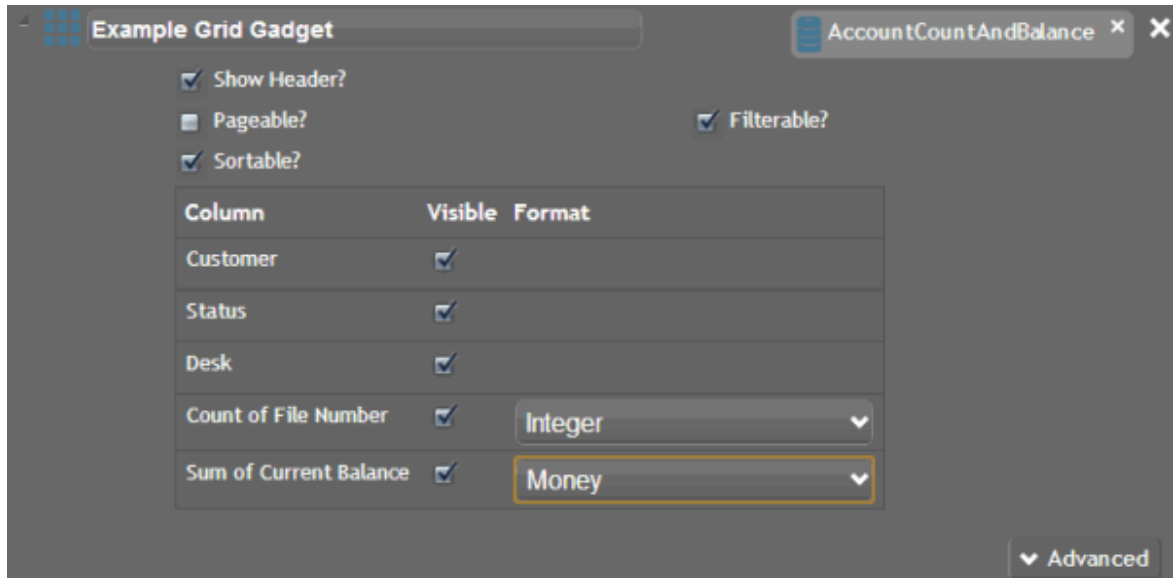 Example Grid Gadget AccountCountAndBalance
Show Header?
Pageable? Filterable?
Sortable?
Column Visible Format
Customer
Status
Desk
Count of File Number Integer
Sum of Current Balance Money
Advanced